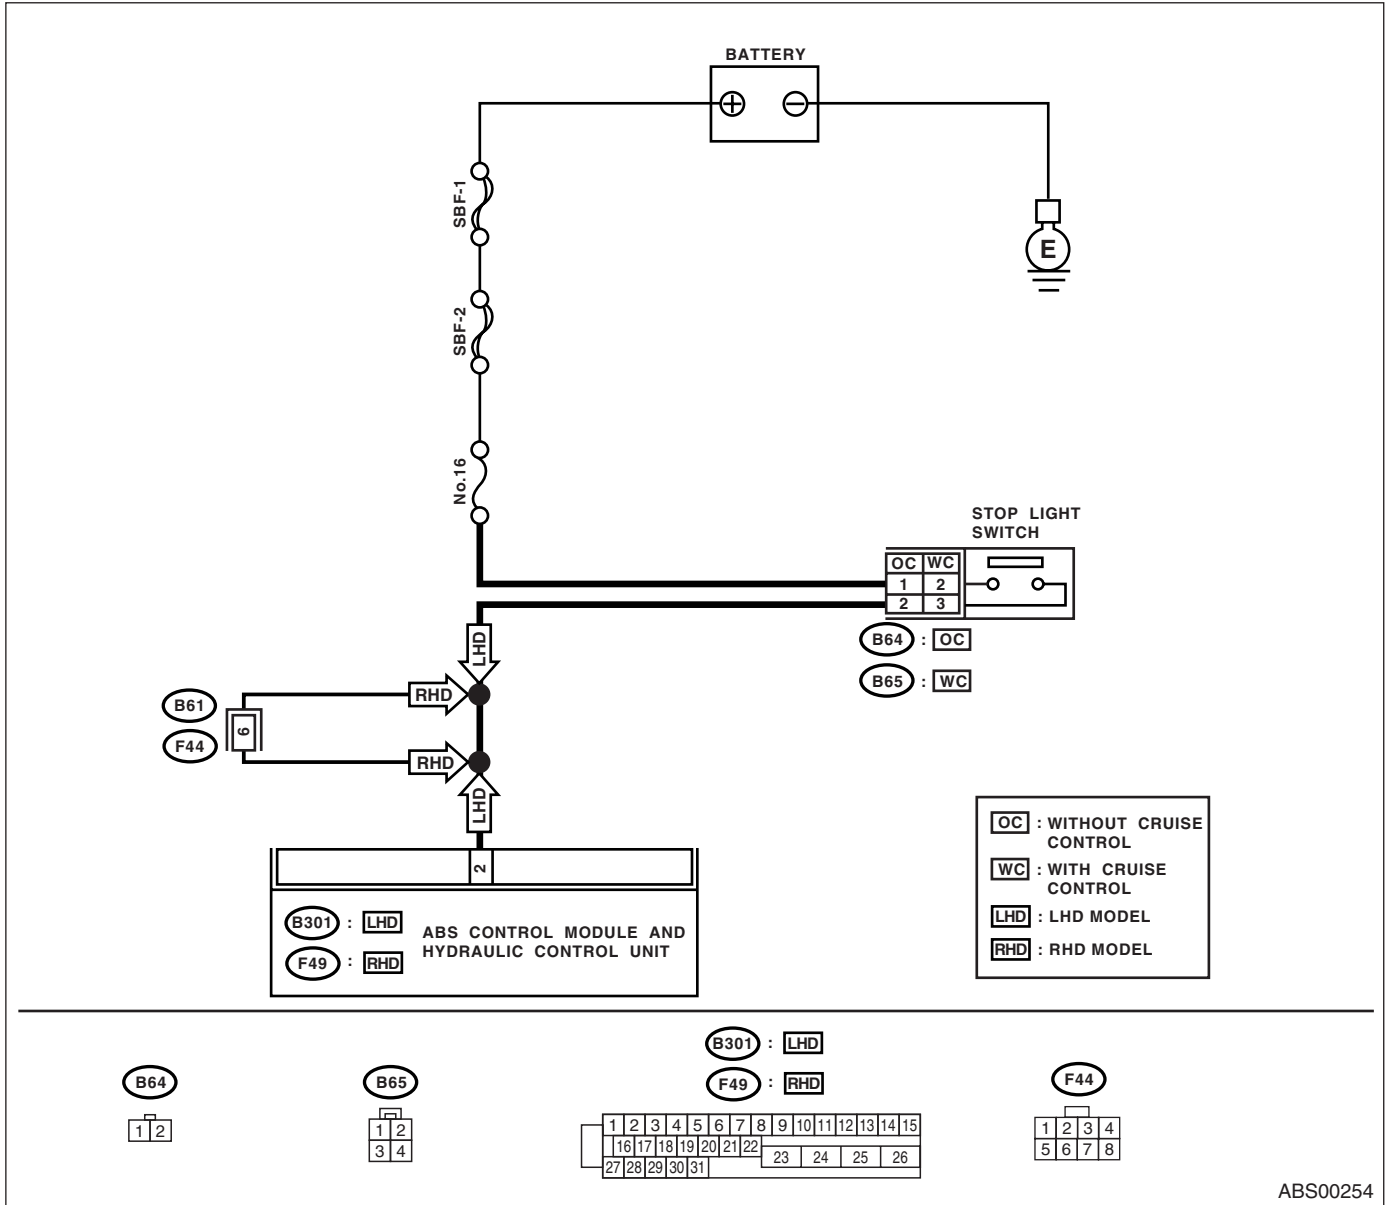 BATTERY
SBF-1
E
SBF-2
No.16
STOP LIGHT
SWITCH
OC WC
1 2
2 3
B64 : OC
B65 : WC
LHD
RHD
B61
6
F44
RHD
LHD
2
B301 : LHD
F49 : RHD
ABS CONTROL MODULE AND
HYDRAULIC CONTROL UNIT
OC : WITHOUT CRUISE
CONTROL
WC : WITH CRUISE
CONTROL
LHD : LHD MODEL
RHD : RHD MODEL
B64
1 2
B65
1 2
3 4
B301 : LHD
F49 : RHD
1 2 3 4 5 6 7 8 9 10 11 12 13 14 15
16 17 18 19 20 21 22 23 24 25 26
27 28 29 30 31
F44
1 2 3 4
5 6 7 8
ABS00254